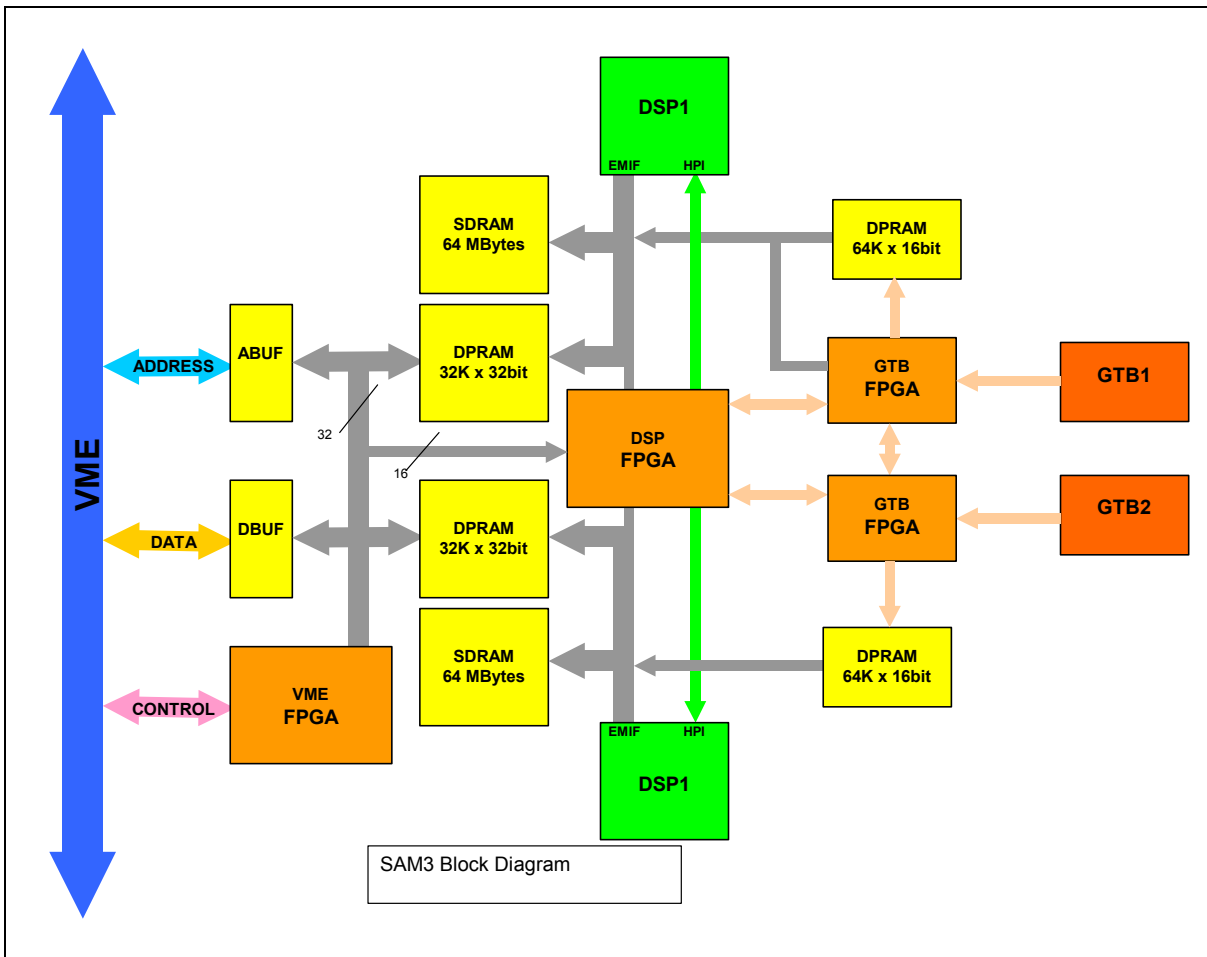 DSP1
EMIF HPI
SDRAM
64 MBytes
DPRAM
64K x 16bit
ABUF
DPRAM
32K x 32bit
ADDRESS
GTB
FPGA
GTB1
32
DSP
FPGA
16
VME
DBUF
DPRAM
32K x 32bit
GTB
FPGA
GTB2
DATA
SDRAM
64 MBytes
DPRAM
64K x 16bit
VME
FPGA
CONTROL
EMIF HPI
DSP1
SAM3 Block Diagram